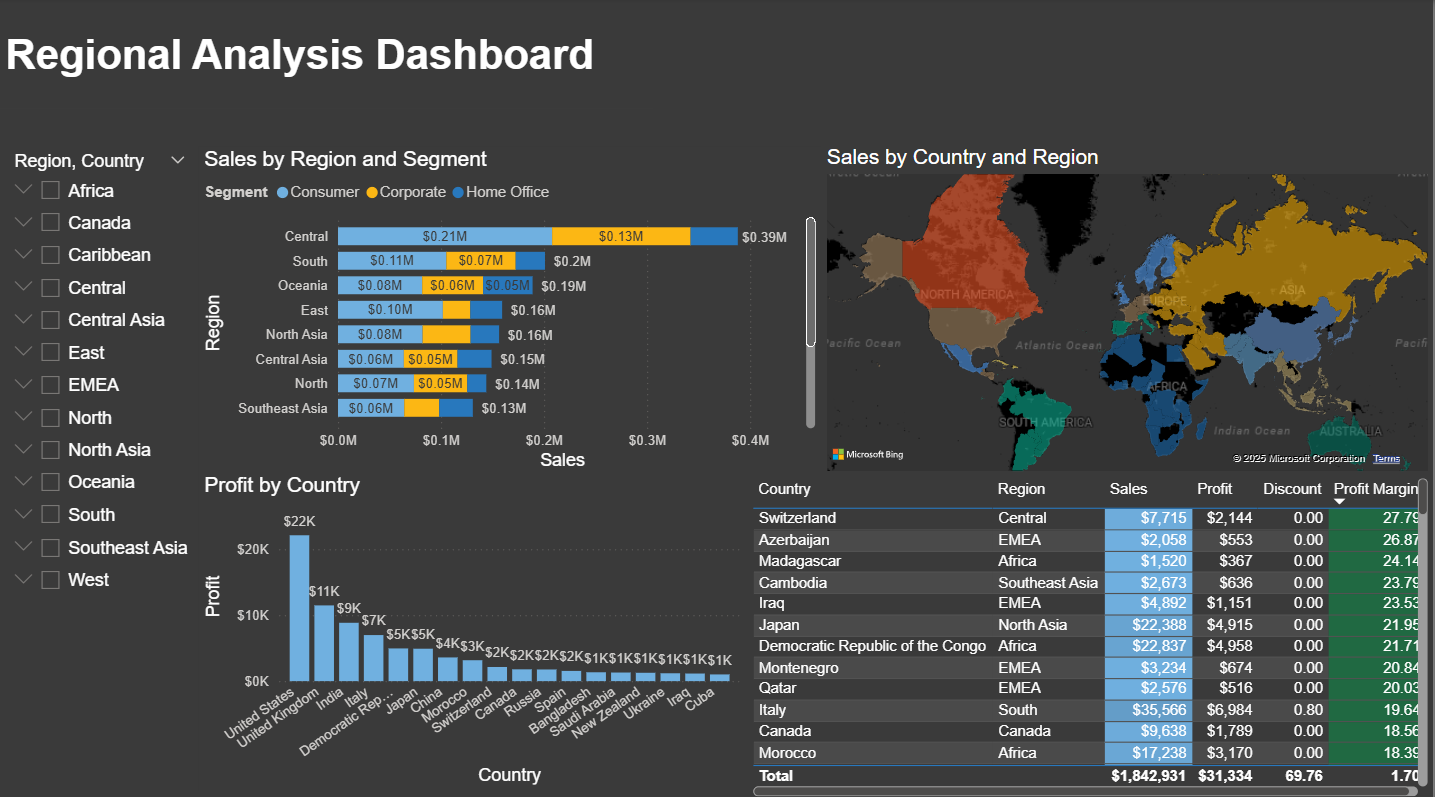 Regional Analysis Dashboard
Region, Country
Africa
Canada
Caribbean
Central
Central Asia
East
EMEA
North
North Asia
Oceania
South
Southeast Asia
West
Sales by Region and Segment
Segment Consumer Corporate Home Office
Region
Central $0.21M $0.13M $0.39M
South $0.11M $0.07M $0.2M
Oceania $0.08M $0.06M $0.05M $0.19M
East $0.10M $0.16M
North Asia $0.08M $0.16M
Central Asia $0.06M $0.05M $0.15M
North $0.07M $0.05M $0.14M
Southeast Asia $0.06M $0.13M
$0.0M $0.1M $0.2M $0.3M $0.4M
Sales
Sales by Country and Region
NORTH AMERICA
EUROPE
ASIA
Atlantic Ocean
AFRICA
SOUTH AMERICA
Indian Ocean
AUSTRALIA
Microsoft Bing
© 2025 Microsoft Corporation Terms
Profit by Country
Profit
$20K
$10K
$0K
$22K $11K $9K $7K $5K $5K $4K $3K $2K $2K $2K $2K $1K $1K $1K $1K $1K $1K
United States
United Kingdom
India
Italy
Democratic Rep...
Japan
China
Morocco
Switzerland
Canada
Russia
Spain
Bangladesh
Saudi Arabia
New Zealand
Ukraine
Iraq
Cuba
Country
Country Region Sales Profit Discount Profit Margin
Switzerland Central $7,715 $2,144 0.00 27.79
Azerbaijan EMEA $2,058 $553 0.00 26.87
Madagascar Africa $1,520 $367 0.00 24.14
Cambodia Southeast Asia $2,673 $636 0.00 23.79
Iraq EMEA $4,892 $1,151 0.00 23.53
Japan North Asia $22,388 $4,915 0.00 21.95
Democratic Republic of the Congo Africa $22,837 $4,958 0.00 21.71
Montenegro EMEA $3,234 $674 0.00 20.84
Qatar EMEA $2,576 $516 0.00 20.03
Italy South $35,566 $6,984 0.80 19.64
Canada Canada $9,638 $1,789 0.00 18.56
Morocco Africa $17,238 $3,170 0.00 18.39
Total $1,842,931 $31,334 69.76 1.70